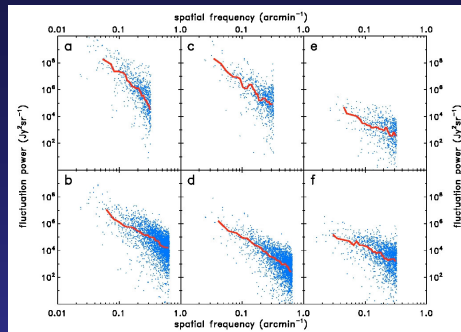 spatial frequency (arcmin⁻¹)
0.01 0.1 1.0 0.1 1.0 0.1 1.0
a c e
10⁸ 10⁸
10⁶ 10⁶
10⁴ 10⁴
10² 10²
fluctuation power (Jy²sr⁻¹) fluctuation power (Jy²sr⁻¹)
b d f
10⁸ 10⁸
10⁶ 10⁶
10⁴ 10⁴
10² 10²
0.01 0.1 1.0 0.1 1.0 0.1 1.0
spatial frequency (arcmin⁻¹)